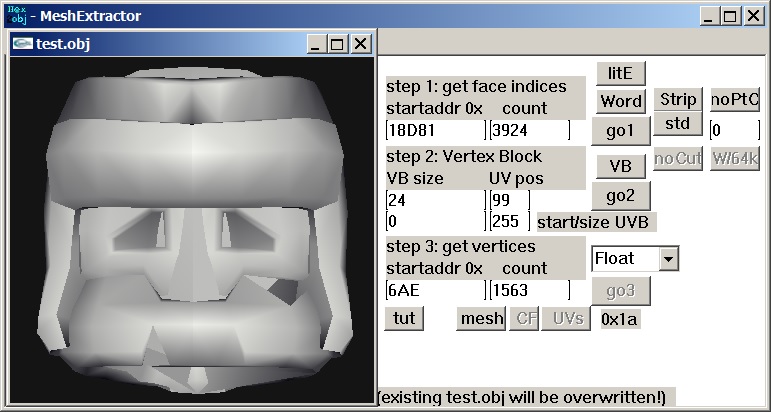 Hex obj - MeshExtractor
test.obj
litE
step 1: get face indices
startaddr 0x count
Word Strip noPtC
18D81 3924 go1 std 0
step 2: Vertex Block
VB size UV pos
VB noCut W/64k
24 99 go2
0 255 start/size UVB
step 3: get vertices
startaddr 0x count
Float
6AE 1563 go3
tut mesh CF UVs 0x1a
(existing test.obj will be overwritten!)